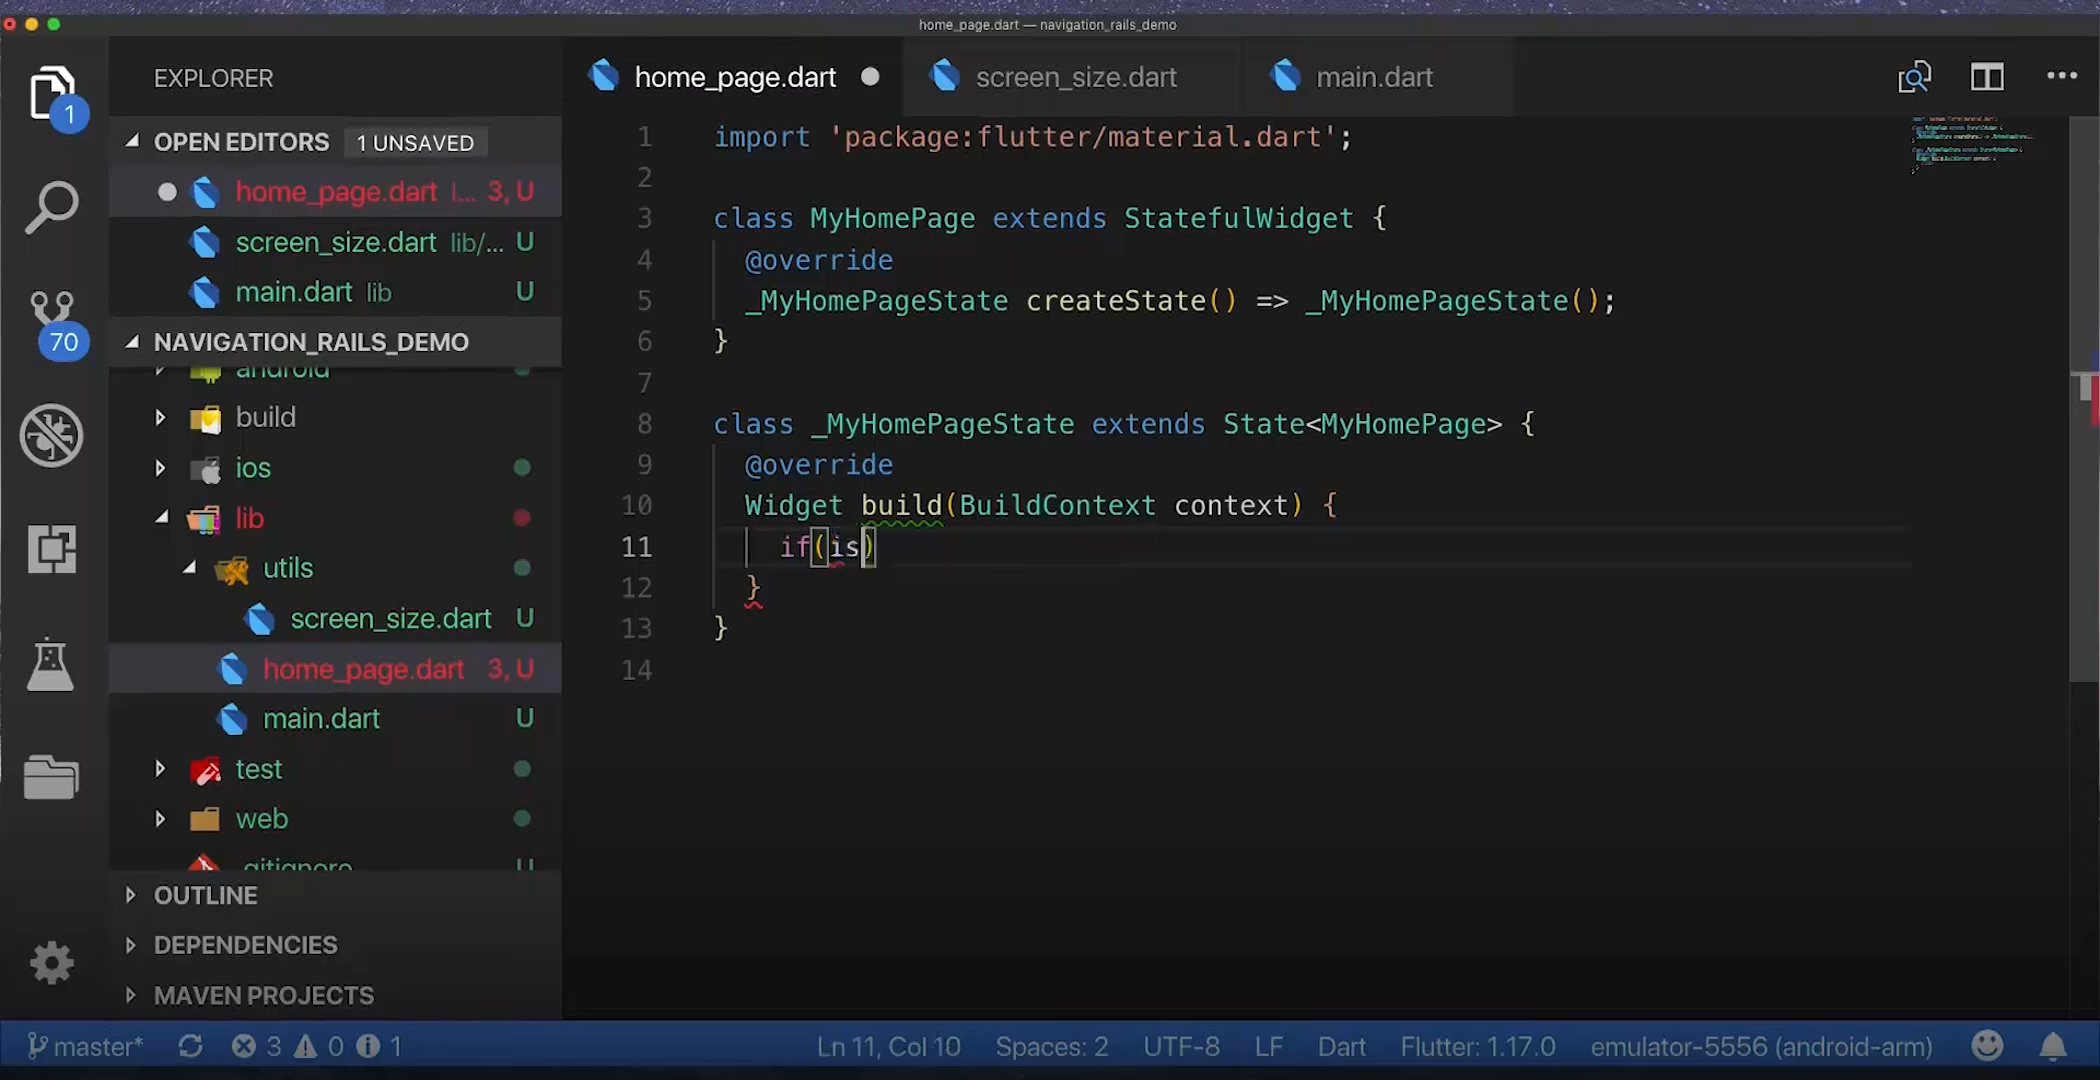 home_page.dart — navigation_rails_demo
EXPLORER
OPEN EDITORS 1 UNSAVED
home_page.dart l... 3, U
screen_size.dart lib/... U
main.dart lib U
NAVIGATION_RAILS_DEMO
android
build
ios
lib
utils
screen_size.dart U
home_page.dart 3, U
main.dart U
test
web
.gitignore U
OUTLINE
DEPENDENCIES
MAVEN PROJECTS
1
70
home_page.dart screen_size.dart main.dart
1 import 'package:flutter/material.dart';
2
3 class MyHomePage extends StatefulWidget {
4 @override
5 _MyHomePageState createState() => _MyHomePageState();
6 }
7
8 class _MyHomePageState extends State<MyHomePage> {
9 @override
10 Widget build(BuildContext context) {
11 if(is)
12 }
13 }
14
master* 3 0 1 Ln 11, Col 10 Spaces: 2 UTF-8 LF Dart Flutter: 1.17.0 emulator-5556 (android-arm)